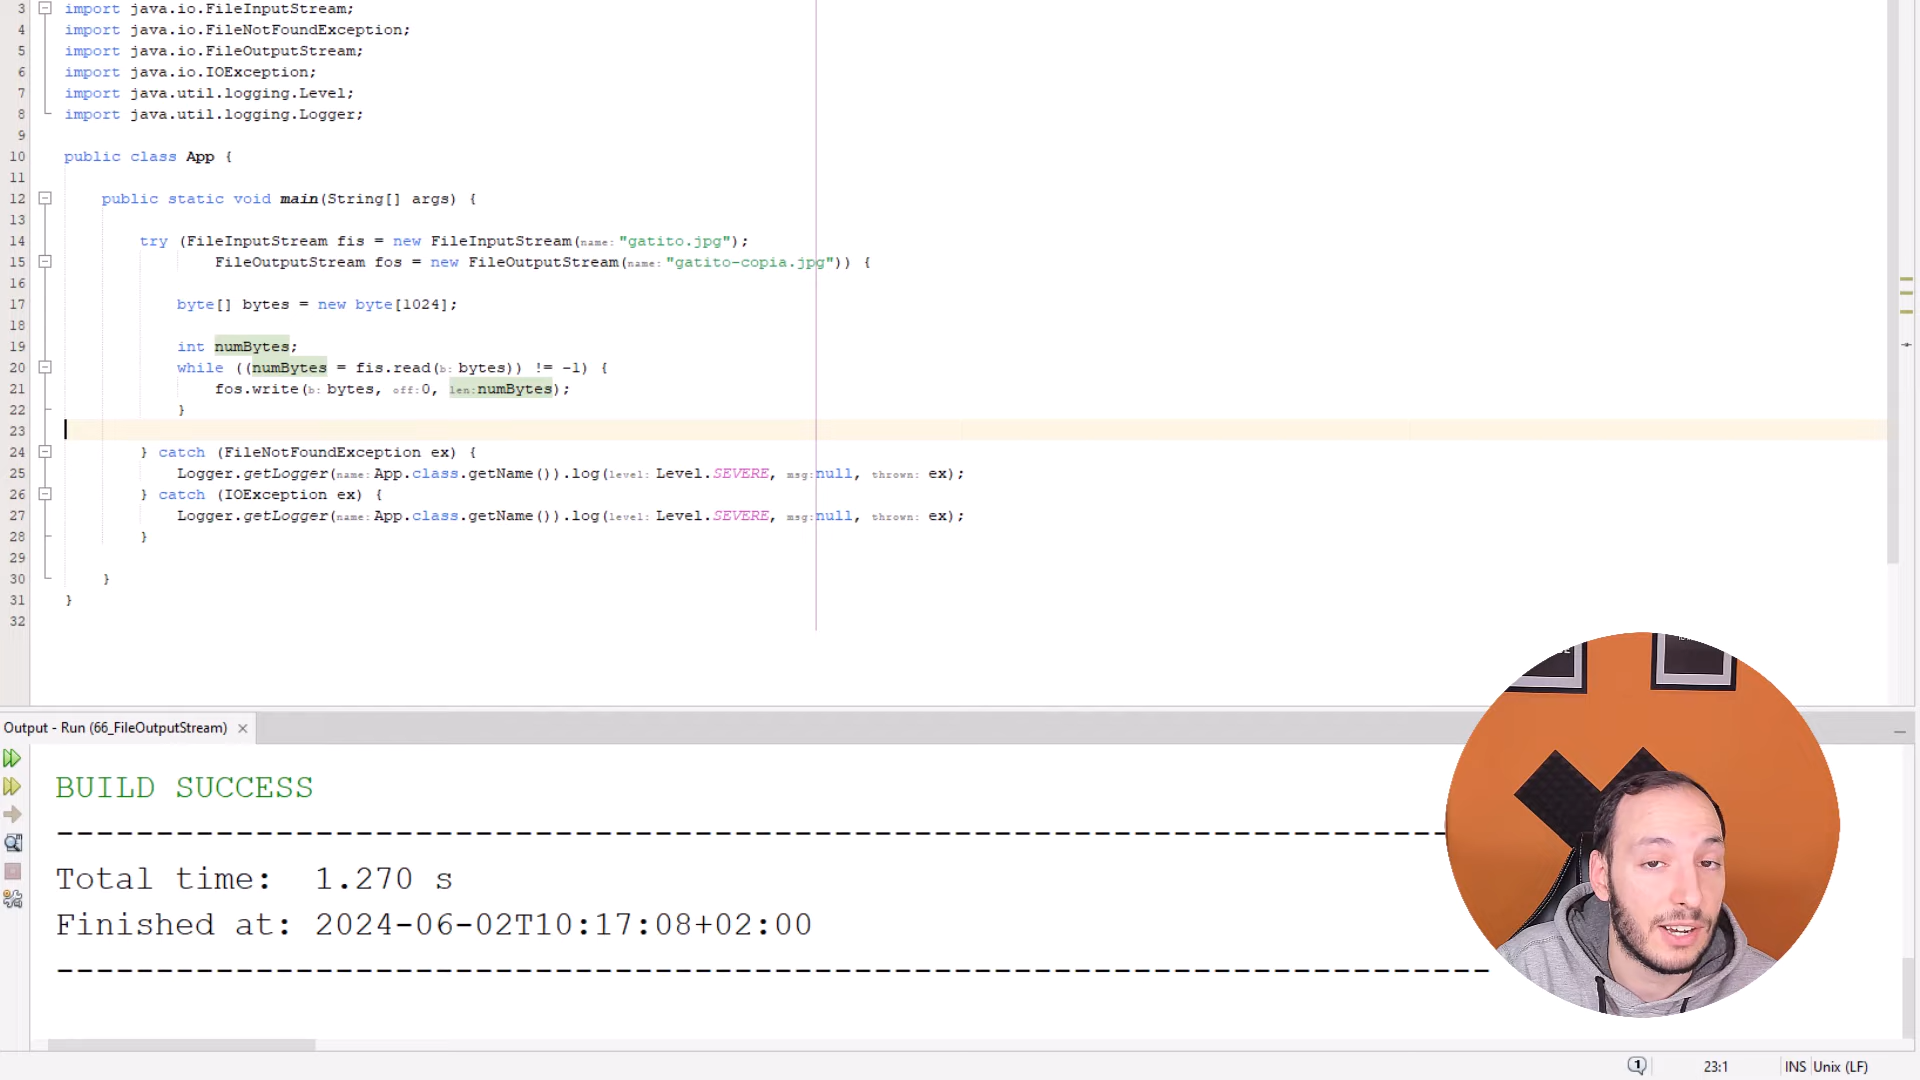 3 import java.io.FileInputStream;
4 import java.io.FileNotFoundException;
5 import java.io.FileOutputStream;
6 import java.io.IOException;
7 import java.util.logging.Level;
8 import java.util.logging.Logger;
9
10 public class App {
11
12 public static void main(String[] args) {
13
14 try (FileInputStream fis = new FileInputStream(name: "gatito.jpg");
15 FileOutputStream fos = new FileOutputStream(name: "gatito-copia.jpg")) {
16
17 byte[] bytes = new byte[1024];
18
19 int numBytes;
20 while ((numBytes = fis.read(b: bytes)) != -1) {
21 fos.write(b: bytes, off:0, len:numBytes);
22 }
23
24 } catch (FileNotFoundException ex) {
25 Logger.getLogger(name: App.class.getName()).log(level: Level.SEVERE, msg:null, thrown: ex);
26 } catch (IOException ex) {
27 Logger.getLogger(name: App.class.getName()).log(level: Level.SEVERE, msg:null, thrown: ex);
28 }
29
30 }
31 }
32
Output - Run (66_FileOutputStream)
BUILD SUCCESS
------------------------------------------------------------------------
Total time: 1.270 s
Finished at: 2024-06-02T10:17:08+02:00
------------------------------------------------------------------------
1 23:1 INS Unix (LF)